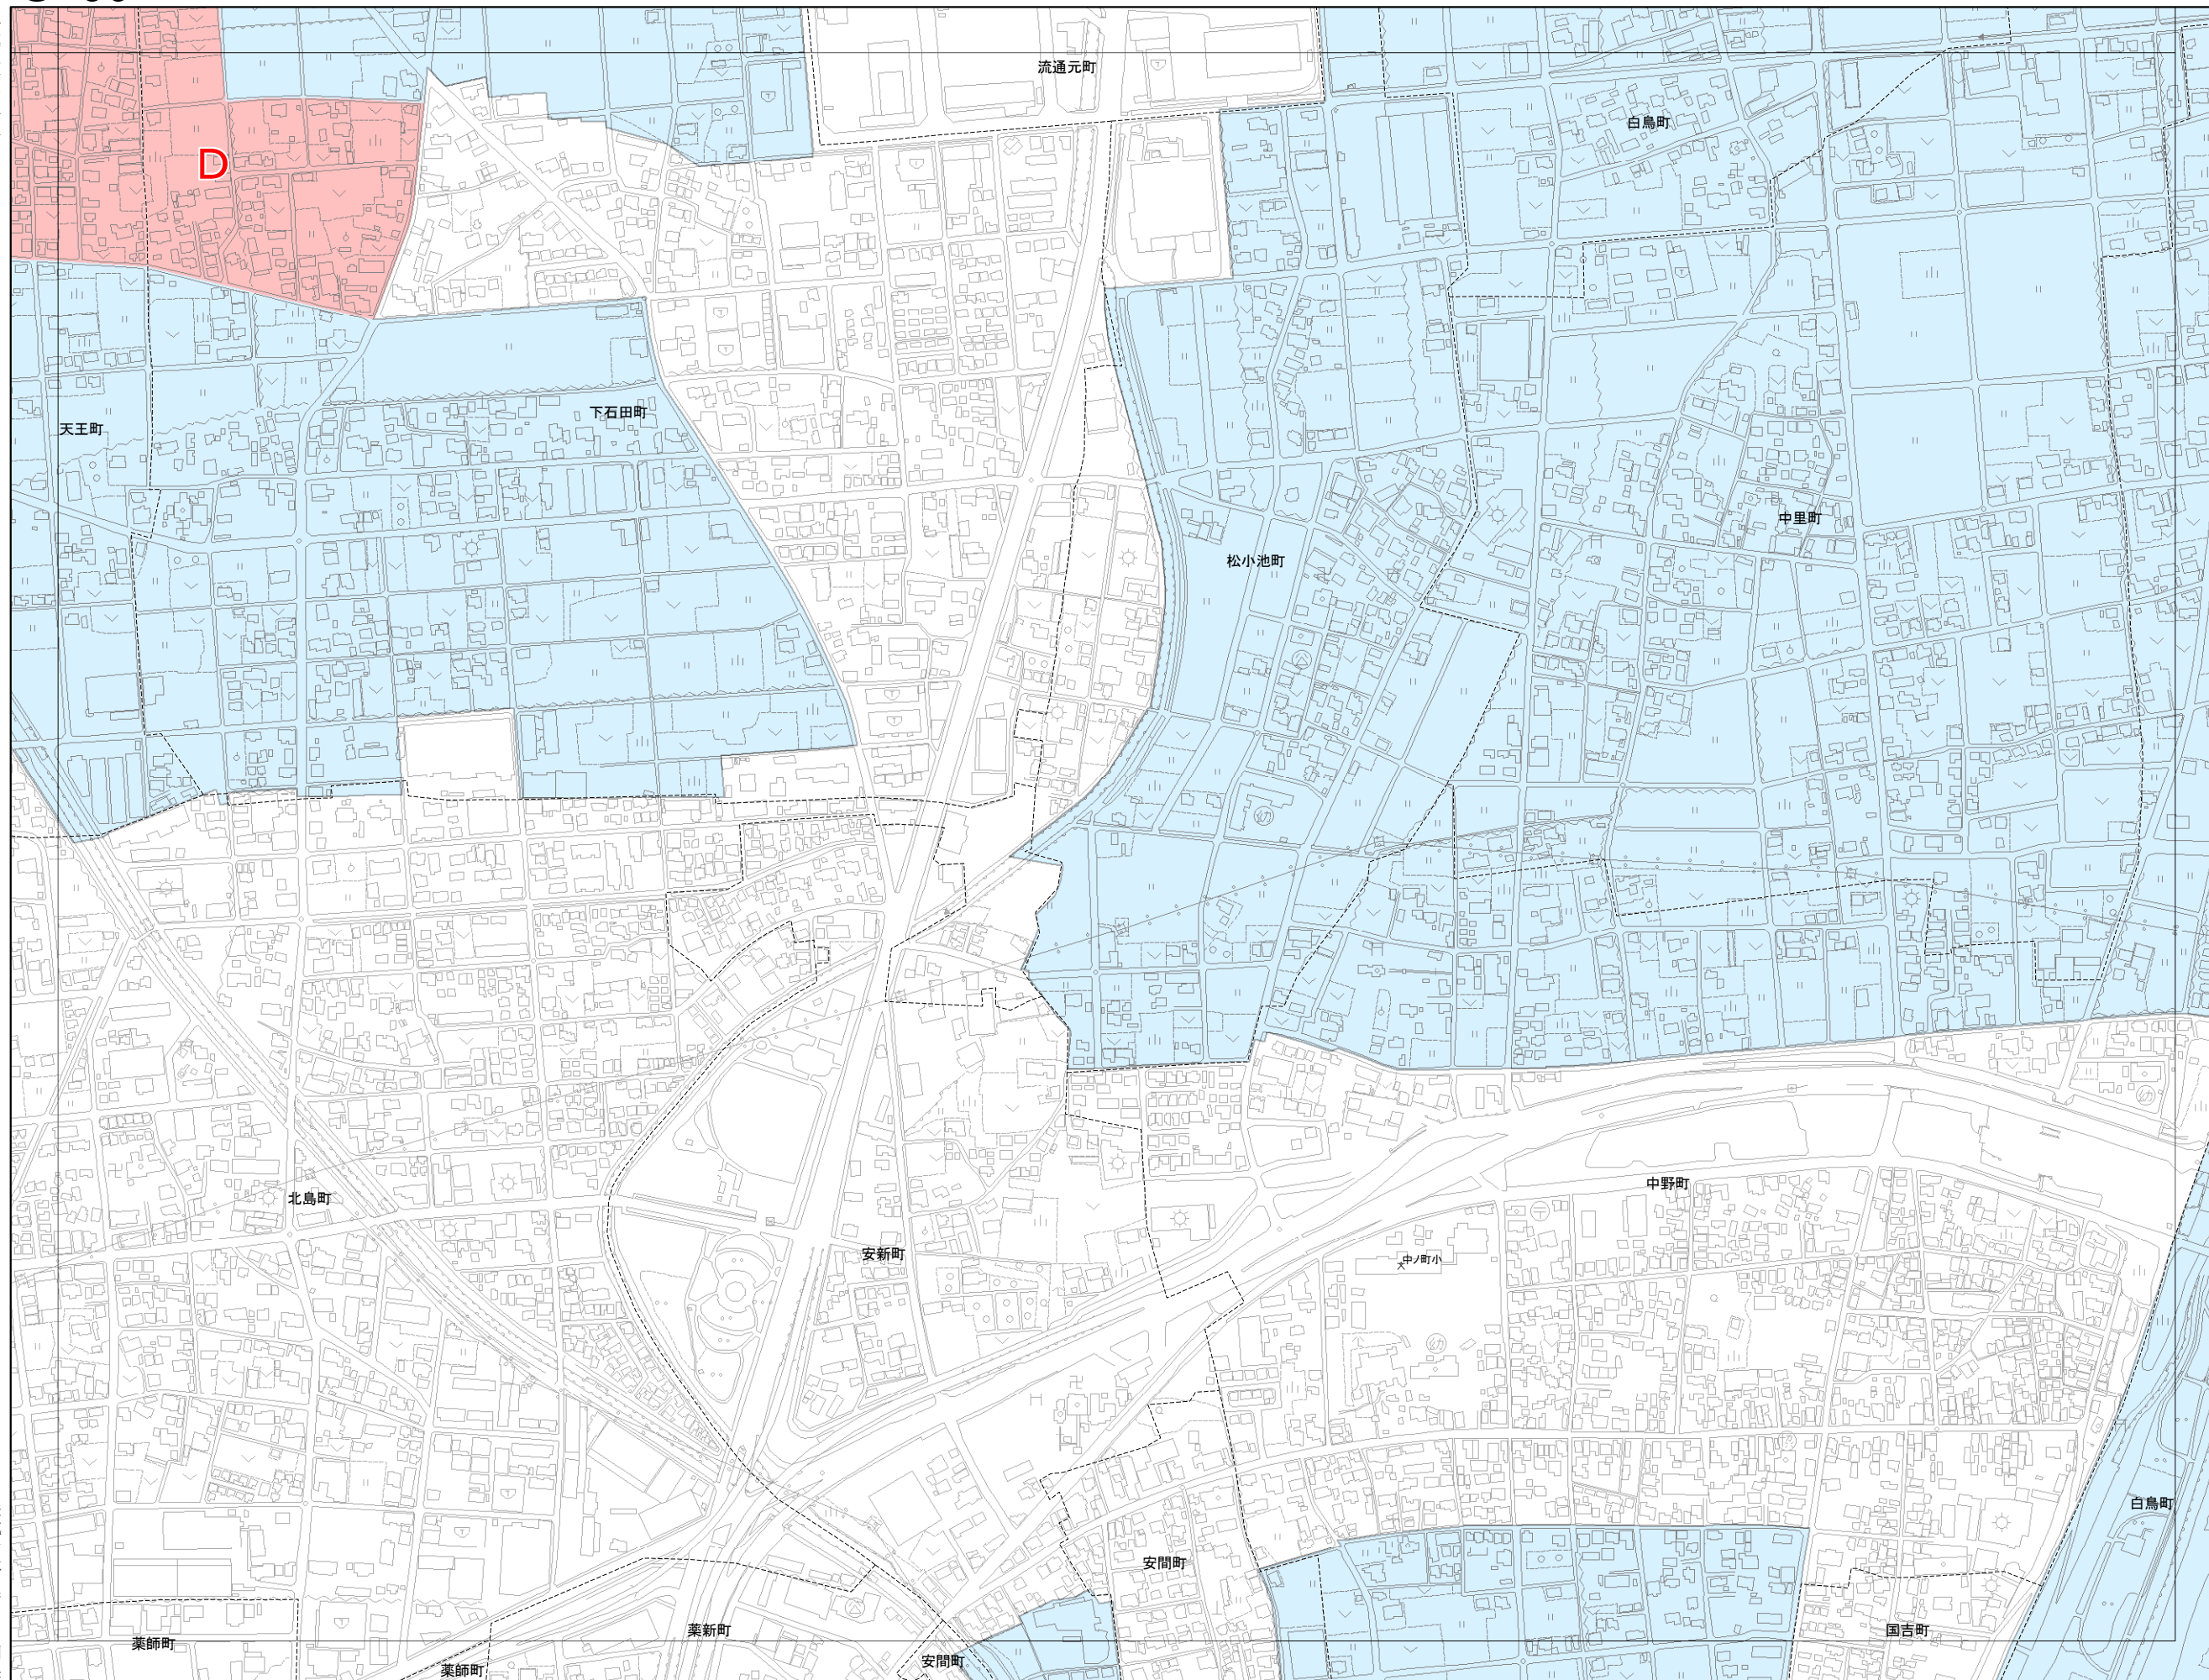 流通元町
白鳥町
D
下石田町
天王町
中里町
松小池町
中野町
北島町
安新町
中ノ町小
文
白鳥町
安間町
薬新町
国吉町
薬師町
安間町
薬師町